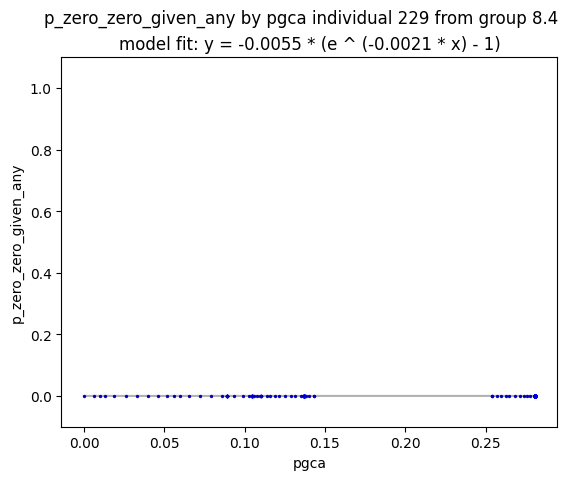 p_zero_zero_given_any by pgca individual 229 from group 8.4
model fit: y = -0.0055 * (e ^ (-0.0021 * x) - 1)
1.0
0.8
0.6
0.4
0.2
0.0
p_zero_zero_given_any
0.00 0.05 0.10 0.15 0.20 0.25
pgca